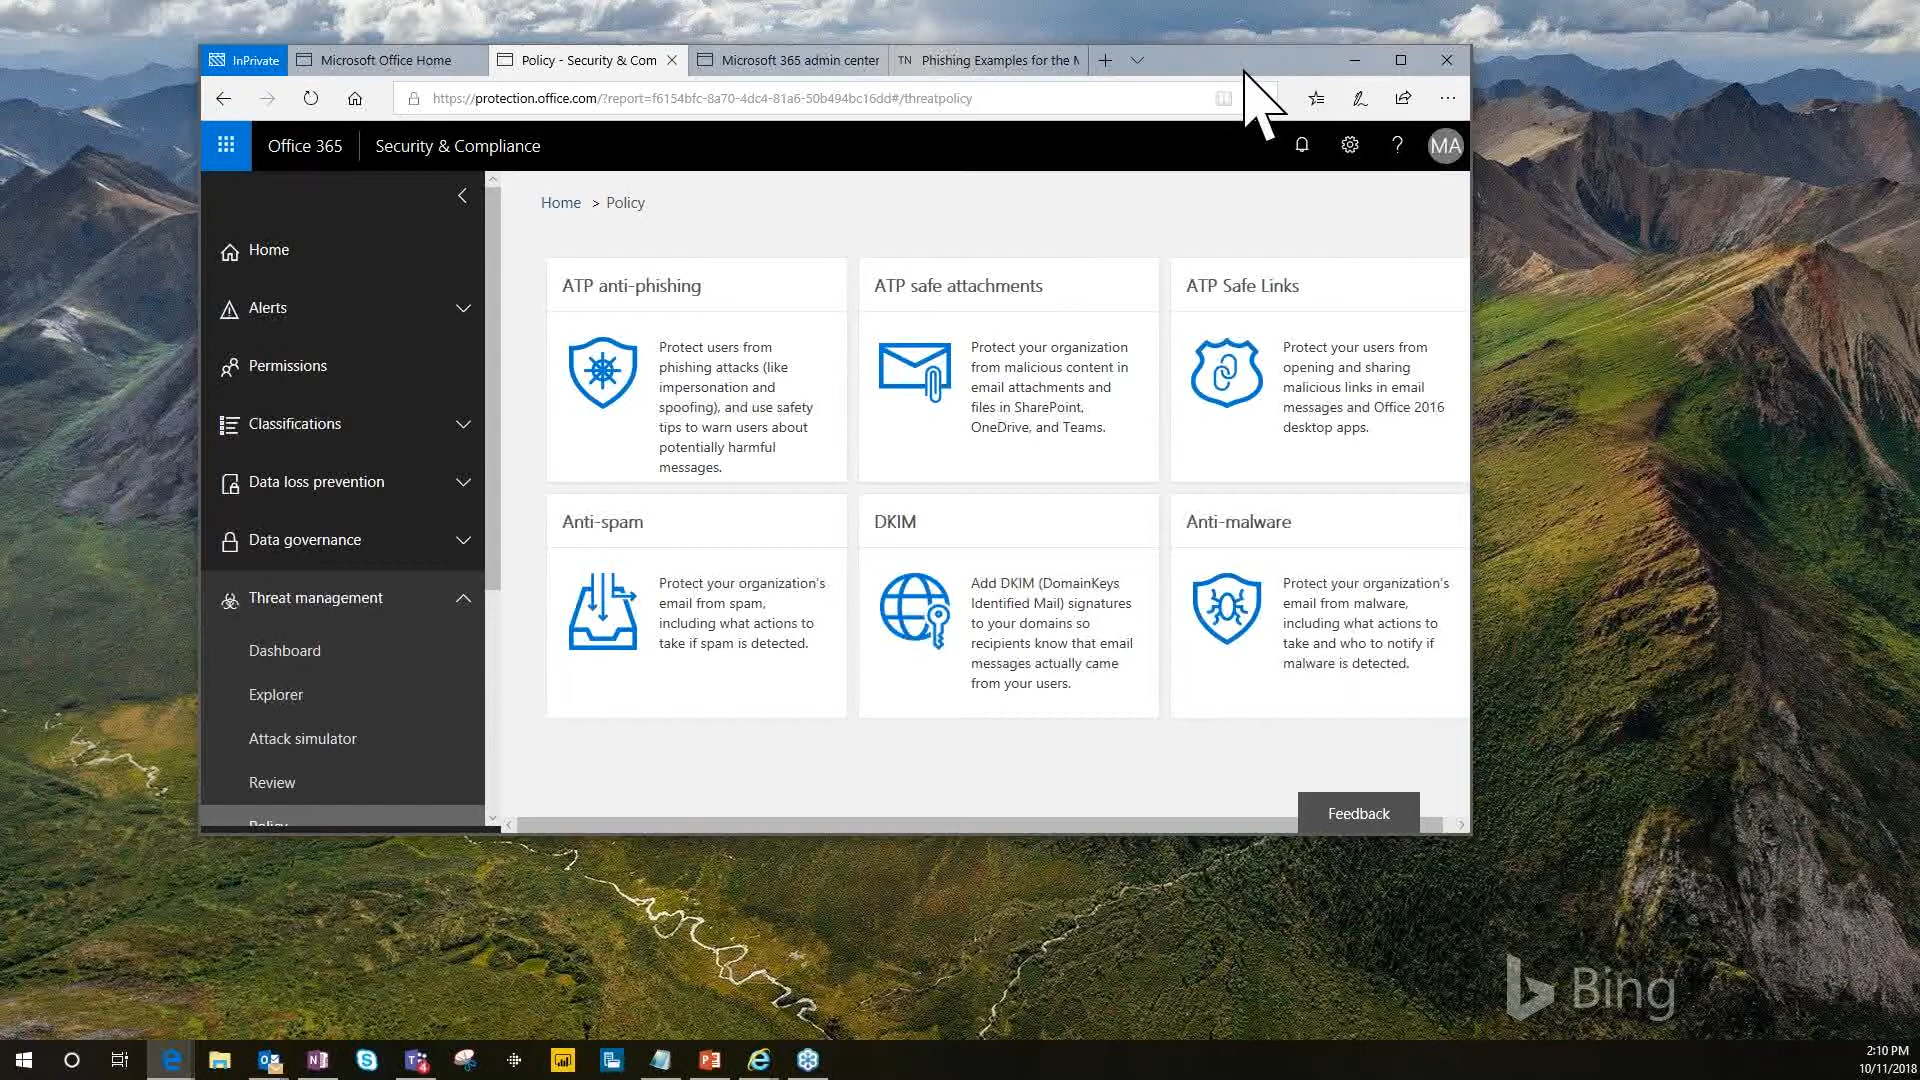 InPrivate
Microsoft Office Home
Policy - Security & Com
Microsoft 365 admin center
TN Phishing Examples for the M
https://protection.office.com/?report=f6154bfc-8a70-4dc4-81a6-50b494bc16dd#/threatpolicy
Office 365
Security & Compliance
MA
Home > Policy
Home
Alerts
Permissions
Classifications
Data loss prevention
Data governance
Threat management
Dashboard
Explorer
Attack simulator
Review
Policy
ATP anti-phishing
Protect users from
phishing attacks (like
impersonation and
spoofing), and use safety
tips to warn users about
potentially harmful
messages.
ATP safe attachments
Protect your organization
from malicious content in
email attachments and
files in SharePoint,
OneDrive, and Teams.
ATP Safe Links
Protect your users from
opening and sharing
malicious links in email
messages and Office 2016
desktop apps.
Anti-spam
Protect your organization's
email from spam,
including what actions to
take if spam is detected.
DKIM
Add DKIM (DomainKeys
Identified Mail) signatures
to your domains so
recipients know that email
messages actually came
from your users.
Anti-malware
Protect your organization's
email from malware,
including what actions to
take and who to notify if
malware is detected.
Feedback
Bing
2:10 PM
10/11/2018